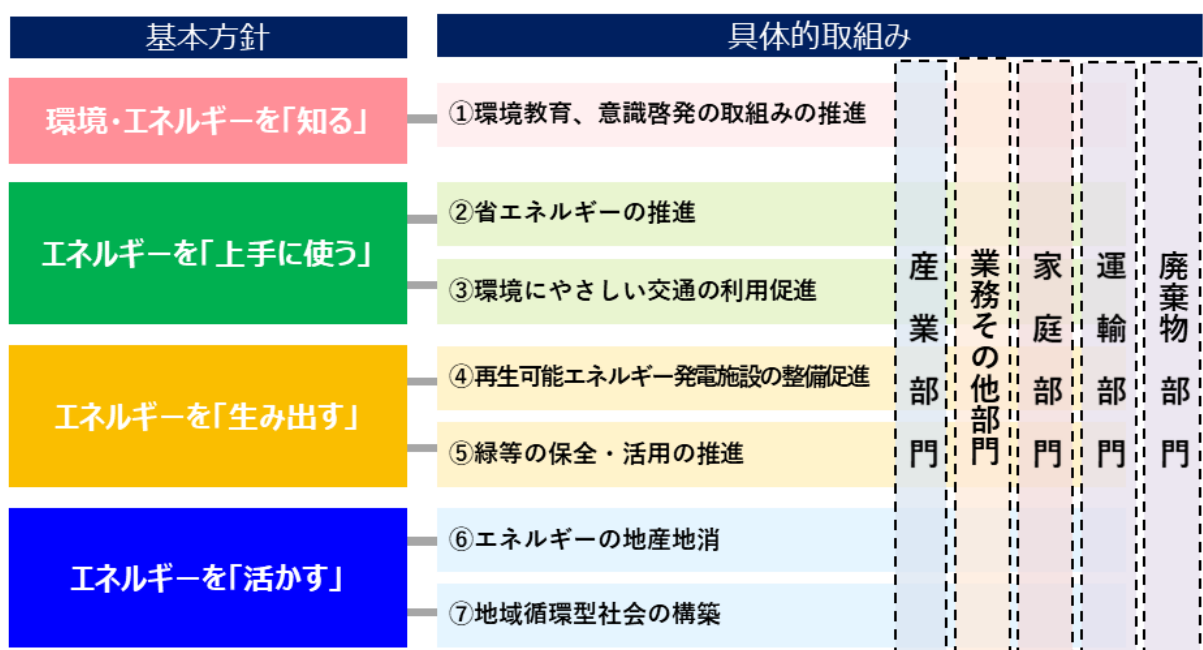 基本方針
具体的取組み
環境・エネルギーを「知る」
①環境教育、意識啓発の取組みの推進
エネルギーを「上手に使う」
②省エネルギーの推進
③環境にやさしい交通の利用促進
エネルギーを「生み出す」
④再生可能エネルギー発電施設の整備促進
⑤緑等の保全・活用の推進
エネルギーを「活かす」
⑥エネルギーの地産地消
⑦地域循環型社会の構築
産業部門
業務その他部門
家庭部門
運輸部門
廃棄物部門